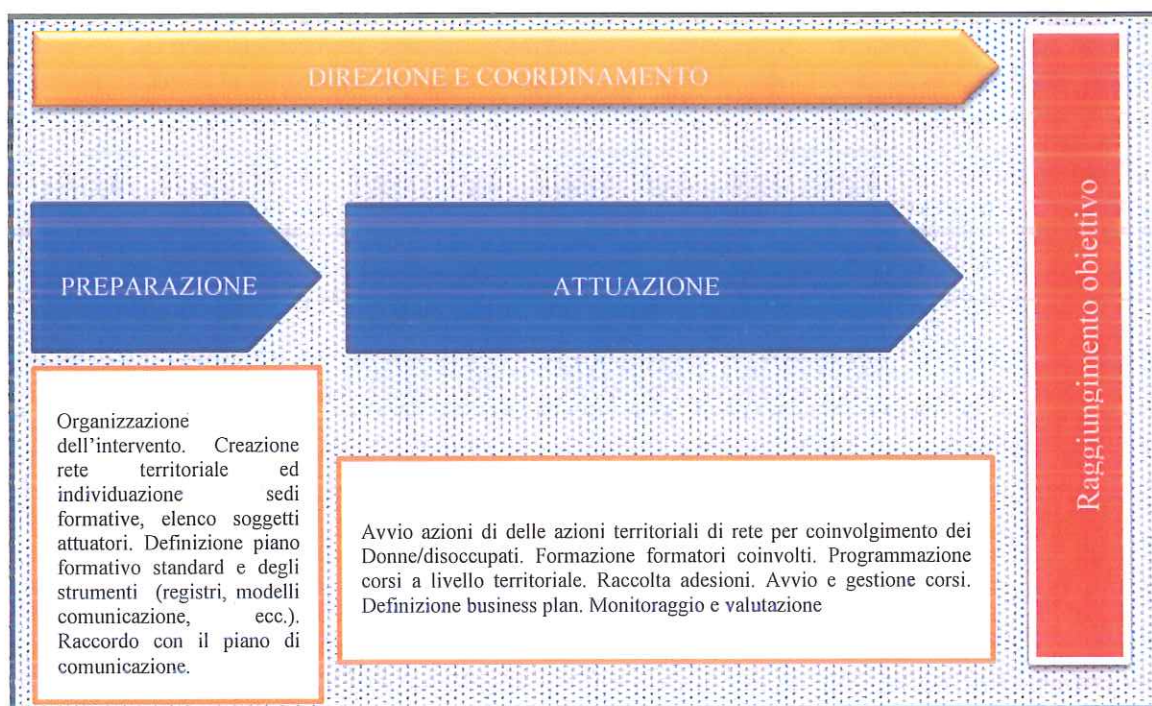 DIREZIONE E COORDINAMENTO
PREPARAZIONE
ATTUAZIONE
Raggiungimento obiettivo
Organizzazione
dell'intervento. Creazione
rete territoriale ed
individuazione sedi
formative, elenco soggetti
attuatori. Definizione piano
formativo standard e degli
strumenti (registri, modelli
comunicazione, ecc.).
Raccordo con il piano di
comunicazione.
Avvio azioni di delle azioni territoriali di rete per coinvolgimento dei
Donne/disoccupati. Formazione formatori coinvolti. Programmazione
corsi a livello territoriale. Raccolta adesioni. Avvio e gestione corsi.
Definizione business plan. Monitoraggio e valutazione